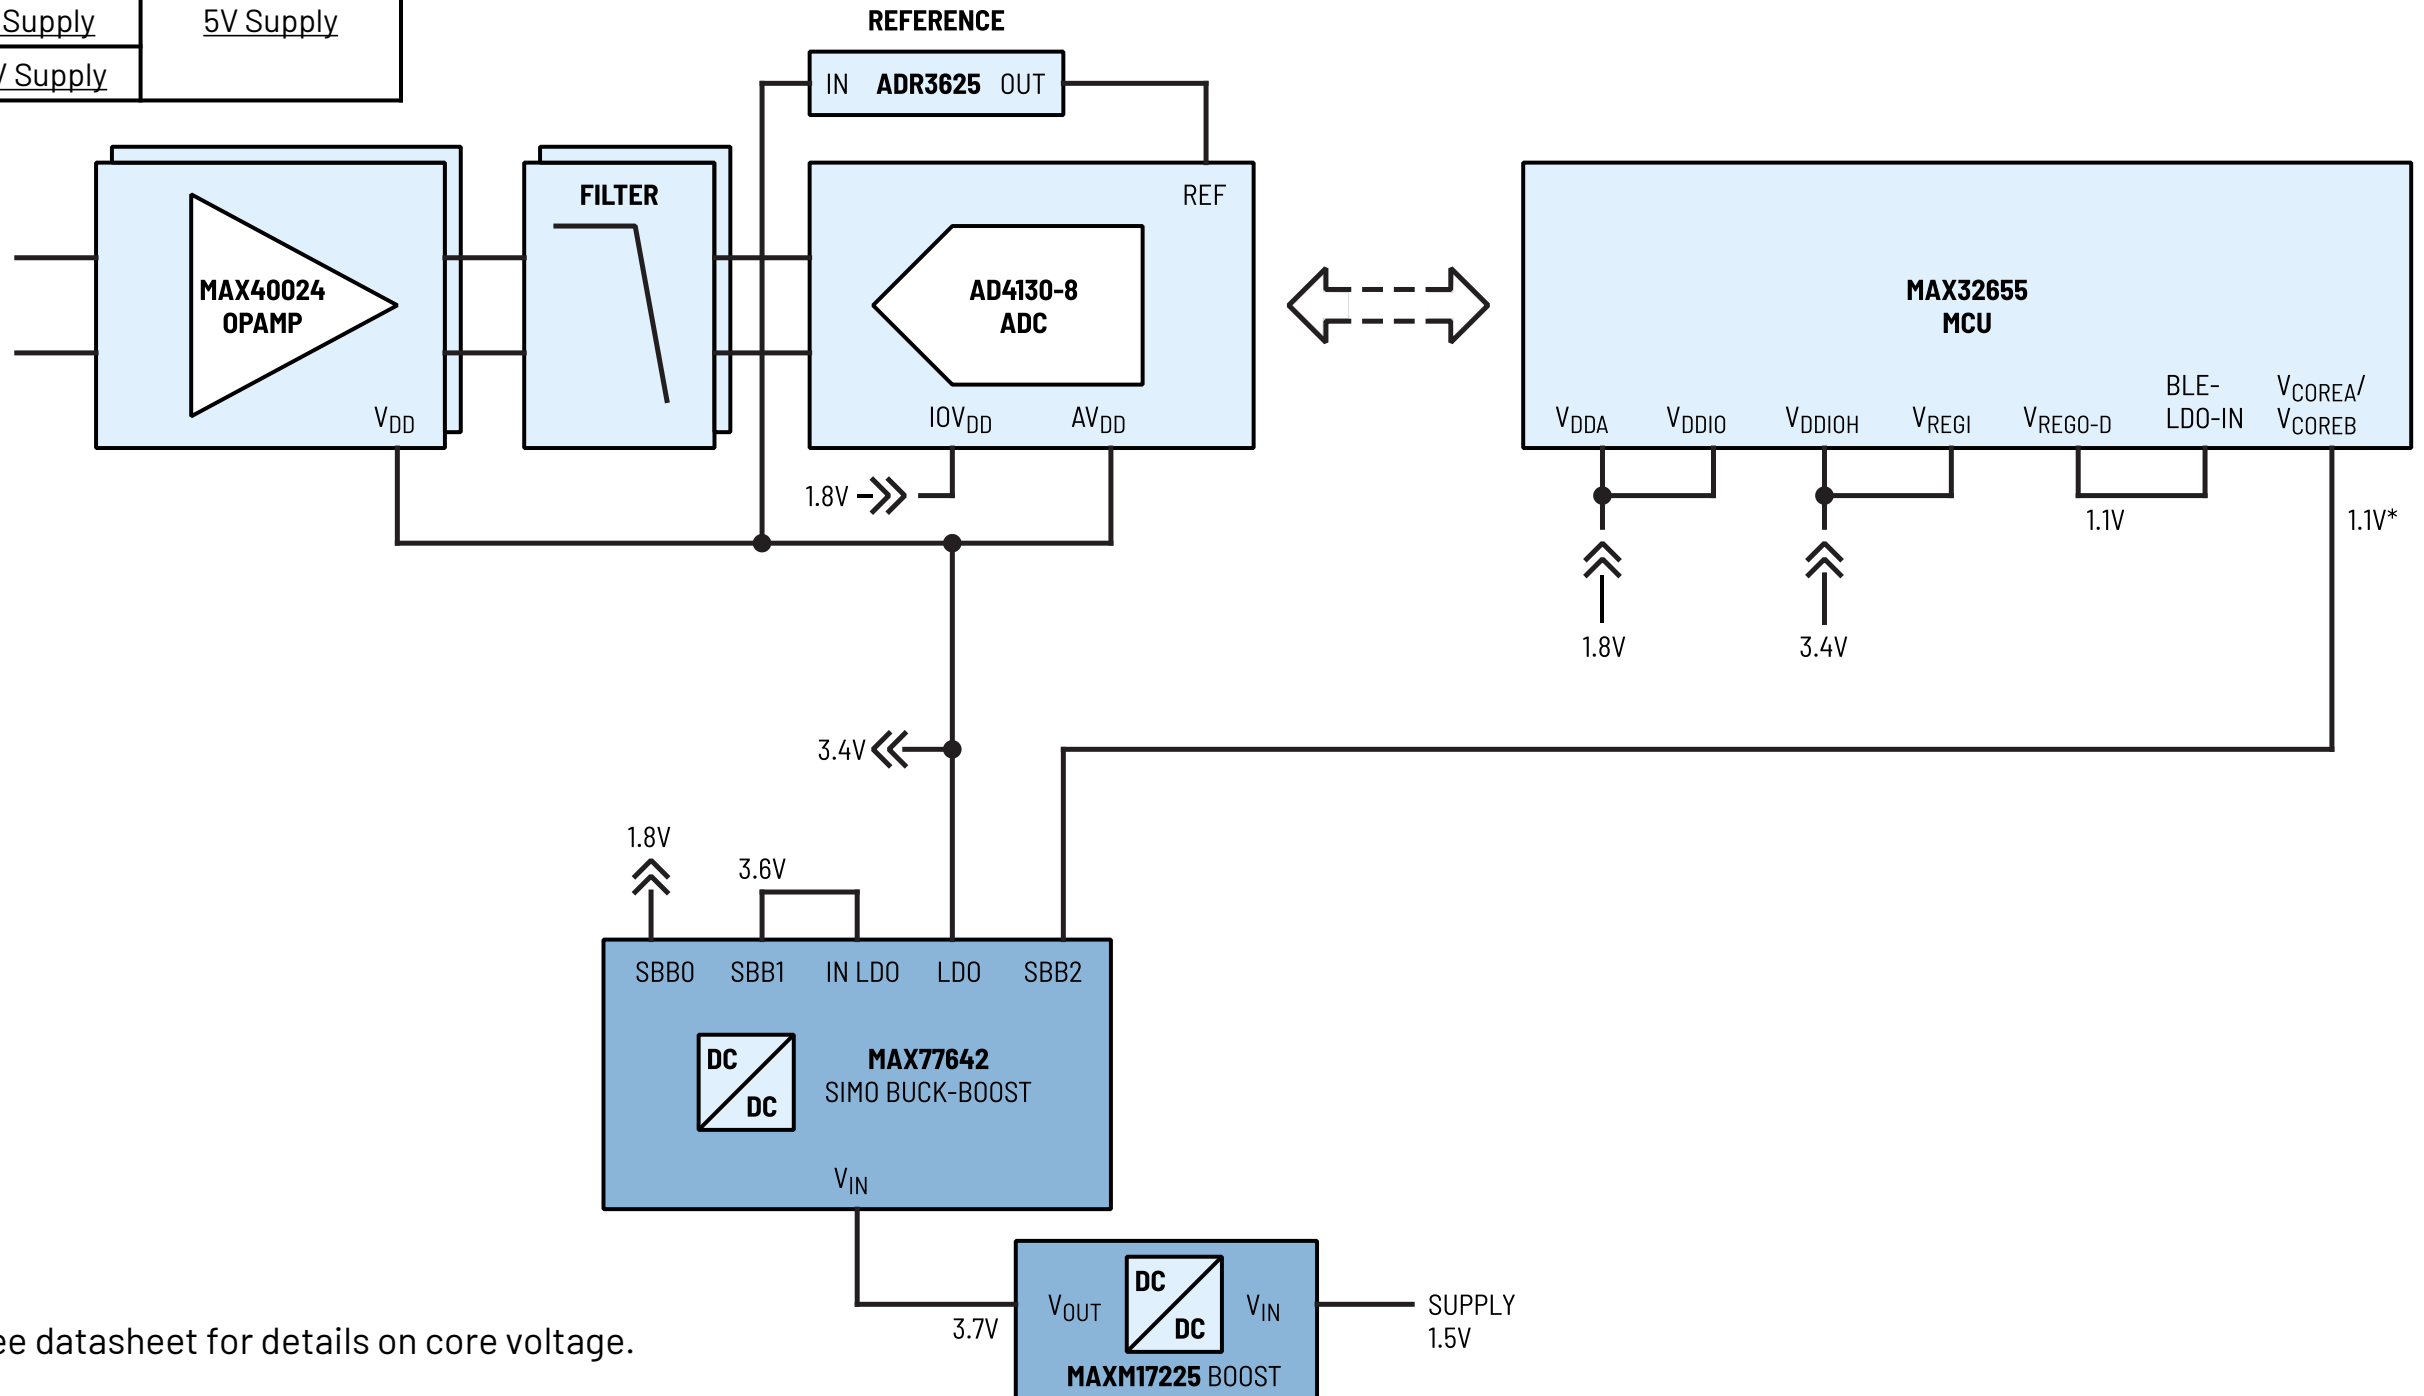 Supply
5V Supply
V Supply
REFERENCE
IN ADR3625 OUT
FILTER
REF
MAX40024
OPAMP
AD4130-8
ADC
MAX32655
MCU
VDD
IOVDD
AVDD
VDDA
VDDIO
VDDIOH
VREGI
VREGO-D
BLE-
LDO-IN
VCOREA/
VCOREB
1.8V
1.1V
1.1V*
1.8V
3.4V
3.4V
1.8V
3.6V
SBB0
SBB1
IN LDO
LDO
SBB2
DC
DC
MAX77642
SIMO BUCK-BOOST
VIN
3.7V
VOUT
DC
DC
VIN
SUPPLY
1.5V
MAXM17225 BOOST
ee datasheet for details on core voltage.